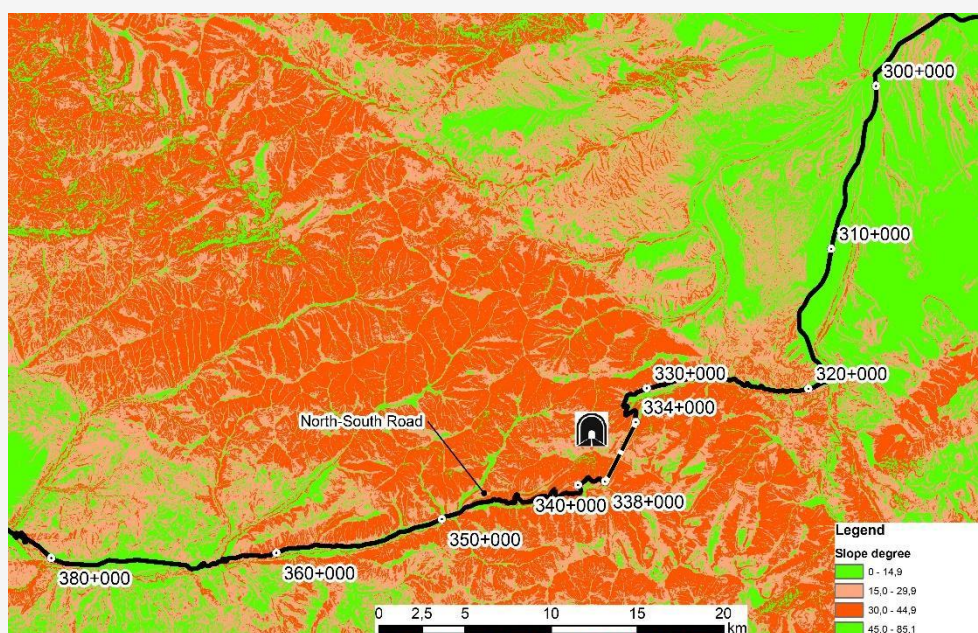 300+000
310+000
330+000
320+000
334+000
North-South Road
340+000
338+000
350+000
360+000
380+000
Legend
Slope degree
0 - 14,9
15,0 - 29,9
30,0 - 44,9
45,0 - 85,1
0 2,5 5 10 15 20
km